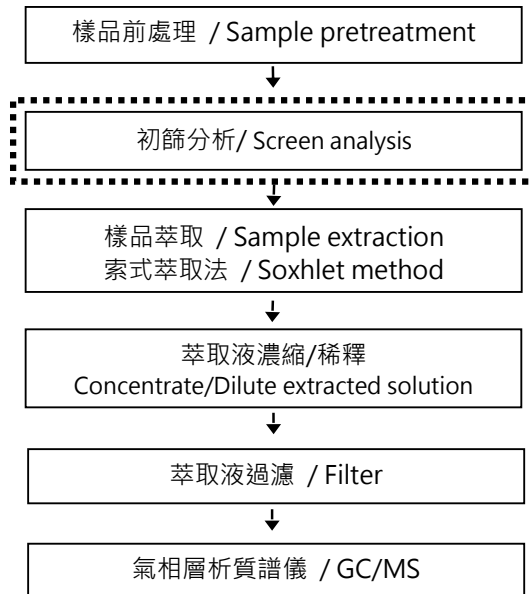 樣品前處理 / Sample pretreatment
初篩分析/ Screen analysis
樣品萃取 / Sample extraction
索式萃取法 / Soxhlet method
萃取液濃縮/稀釋
Concentrate/Dilute extracted solution
萃取液過濾 / Filter
氣相層析質譜儀 / GC/MS